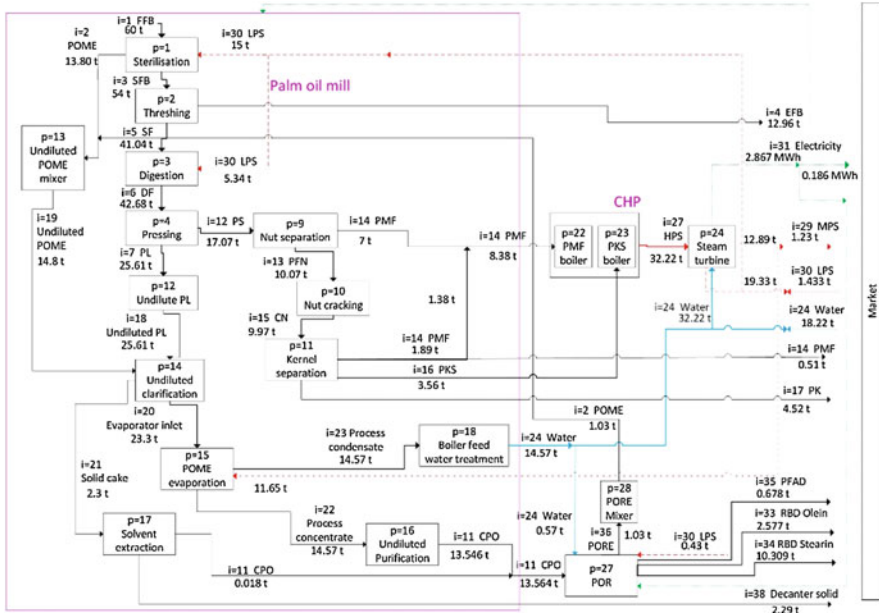 i=1 FFB
60 t
i=2
POME
13.80 t
p=1
Sterilisation
i=30 LPS
15 t
i=3 SFB
54 t
Palm oil mill
p=2
Threshing
i=4 EFB
12.96 t
p=13
Undiluted
POME
mixer
i=5 SF
41.04 t
p=3
Digestion
i=30 LPS
5.34 t
i=31 Electricity
2.867 MWh
0.186 MWh
i=6 DF
42.68 t
CHP
p=4
Pressing
i=12 PS
17.07 t
p=9
Nut separation
i=14 PMF
7 t
i=14 PMF
8.38 t
p=22
PMF
boiler
p=23
PKS
boiler
i=27
HPS
32.22 t
p=24
Steam
turbine
12.89 t
i=29 MPS
1.23 t
i=19
Undiluted
POME
14.8 t
i=7 PL
25.61 t
i=13 PFN
10.07 t
19.33 t
i=30 LPS
1.433 t
p=12
Undilute PL
p=10
Nut cracking
1.38 t
i=24 Water
32.22 t
i=24 Water
18.22 t
i=18
Undiluted PL
25.61 t
i=15 CN
9.97 t
p=11
Kernel
separation
i=14 PMF
1.89 t
i=14 PMF
0.51 t
i=16 PKS
3.56 t
p=14
Undiluted
clarification
i=17 PK
4.52 t
i=20
Evaporator inlet
23.3 t
i=2 POME
1.03 t
i=23 Process
condensate
14.57 t
p=18
Boiler feed
water treatment
i=24 Water
14.57 t
i=21
Solid cake
2.3 t
p=15
POME
evaporation
11.65 t
p=28
PORE
Mixer
i=35 PFAD
0.678 t
i=22
Process
concentrate
14.57 t
i=24 Water
0.57 t
i=36
PORE
1.03 t
i=30 LPS
0.43 t
i=33 RBD Olein
2.577 t
p=17
Solvent
extraction
p=16
Undiluted
Purification
i=11 CPO
13.546 t
i=34 RBD Stearin
10.309 t
i=11 CPO
0.018 t
i=11 CPO
13.564 t
p=27
POR
i=38 Decanter solid
2.29 t
Market